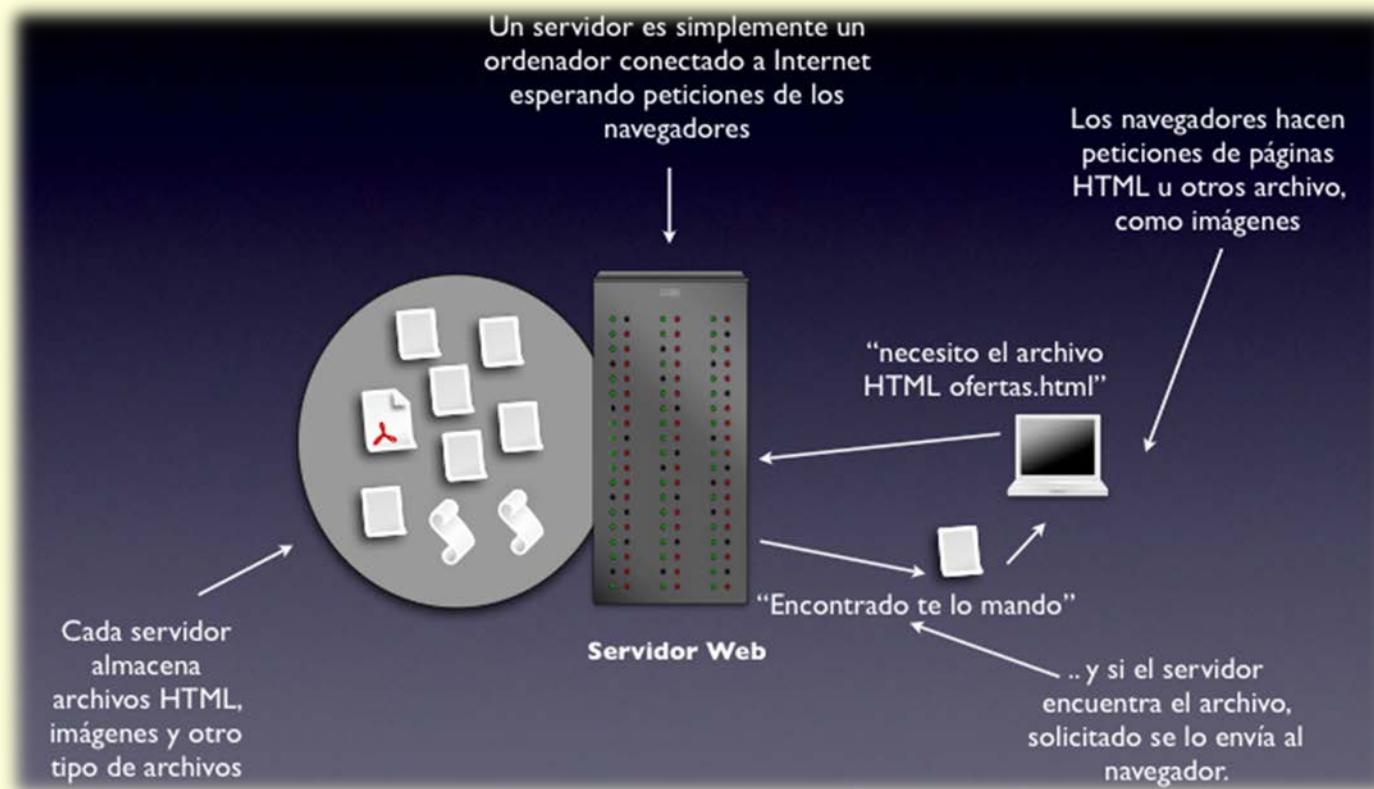 Un servidor es simplemente un
ordenador conectado a Internet
esperando peticiones de los
navegadores
Los navegadores hacen
peticiones de páginas
HTML u otros archivo,
como imágenes
“necesito el archivo
HTML ofertas.html”
“Encontrado te lo mando”
Servidor Web
Cada servidor
almacena
archivos HTML,
imágenes y otro
tipo de archivos
.. y si el servidor
encuentra el archivo,
solicitado se lo envía al
navegador.